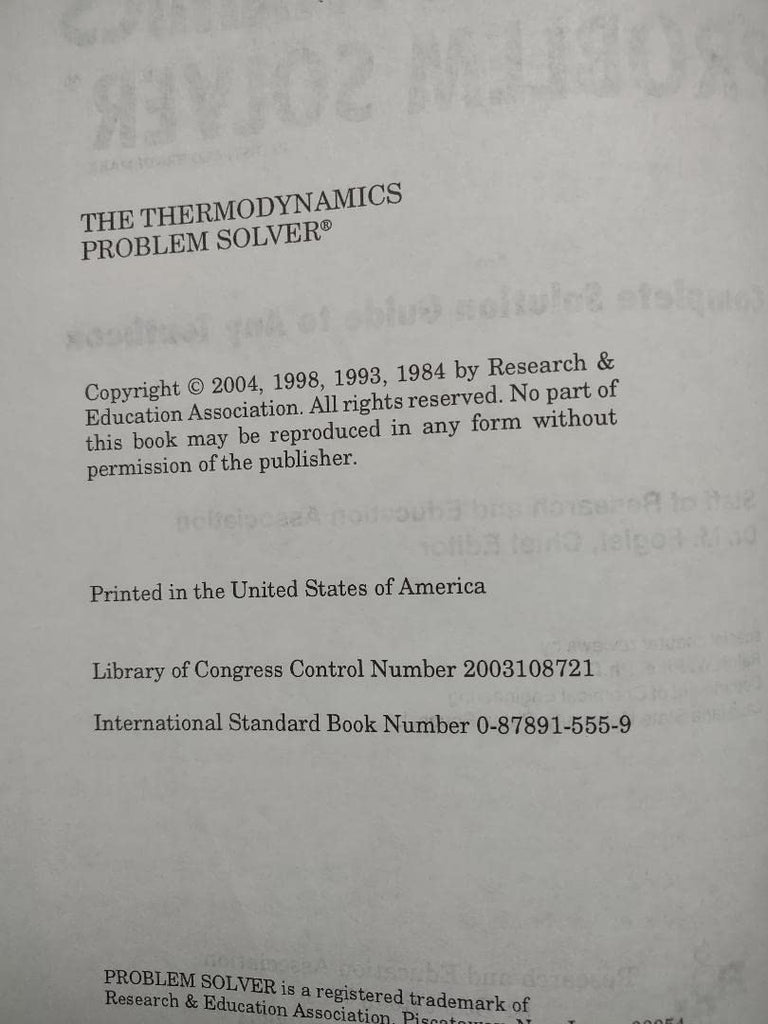 THE THERMODYNAMICS
PROBLEM SOLVER®
Copyright © 2004, 1998, 1993, 1984 by Research &
Education Association. All rights reserved. No part of
this book may be reproduced in any form without
permission of the publisher.
Printed in the United States of America
Library of Congress Control Number 2003108721
International Standard Book Number 0-87891-555-9
PROBLEM SOLVER is a registered trademark of
Research & Education Association,